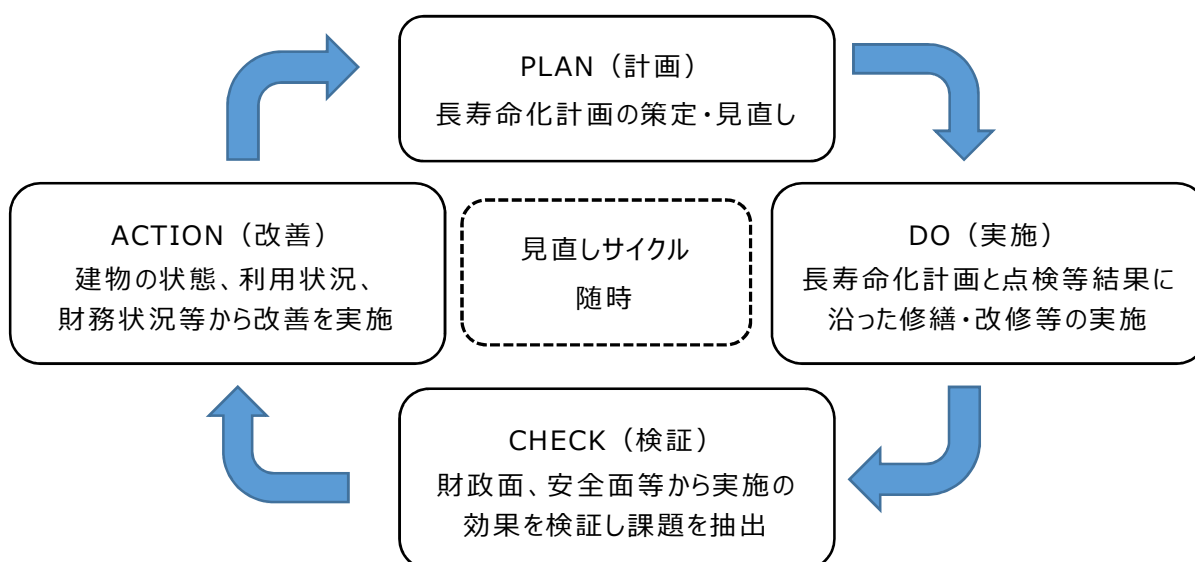 PLAN（計画）
長寿命化計画の策定・見直し
ACTION（改善）
建物の状態、利用状況、
財務状況等から改善を実施
見直しサイクル
随時
DO（実施）
長寿命化計画と点検等結果に
沿った修繕・改修等の実施
CHECK（検証）
財政面、安全面等から実施の
効果を検証し課題を抽出